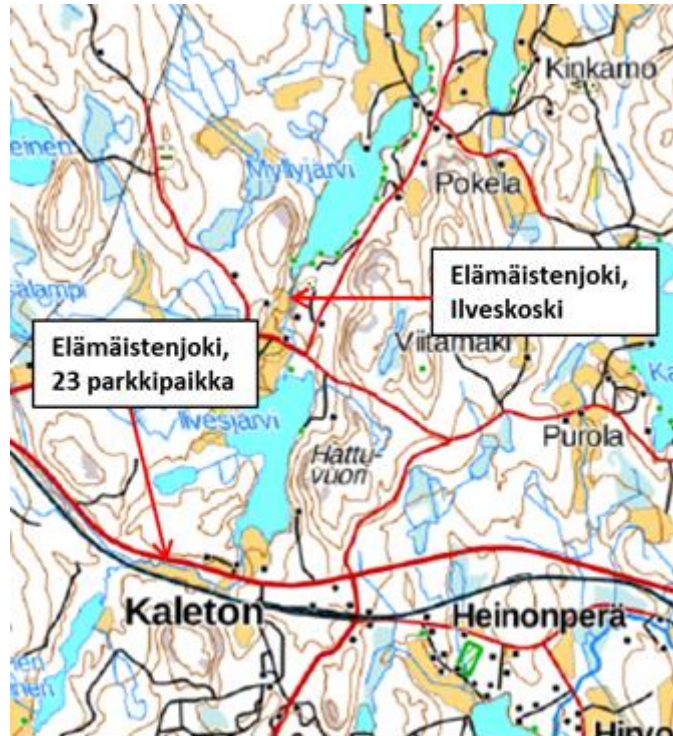 Kinkamo
Myllyjärvi
Pokela
Elämäistenjoki,
Ilveskoski
Elämäistenjoki,
23 parkkipaikka
Viitamäki
Ilvesjärvi
Purola
Hattu-
vuori
Kaleton
Heinonperä